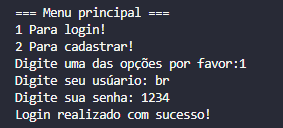 === Menu principal ===
1 Para login!
2 Para cadastrar!
Digite uma das opções por favor:1
Digite seu usúario: br
Digite sua senha: 1234
Login realizado com sucesso!